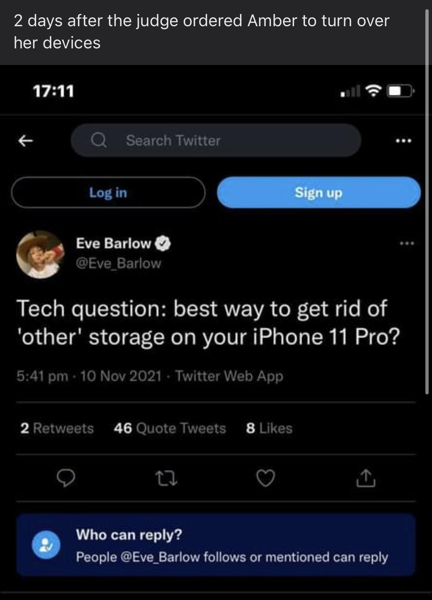 2 days after the judge ordered Amber to turn over
her devices
17:11
Search Twitter
Log in
Sign up
Eve Barlow
@Eve_Barlow
Tech question: best way to get rid of
'other' storage on your iPhone 11 Pro?
5:41 pm · 10 Nov 2021 · Twitter Web App
2 Retweets 46 Quote Tweets 8 Likes
Who can reply?
People @Eve_Barlow follows or mentioned can reply